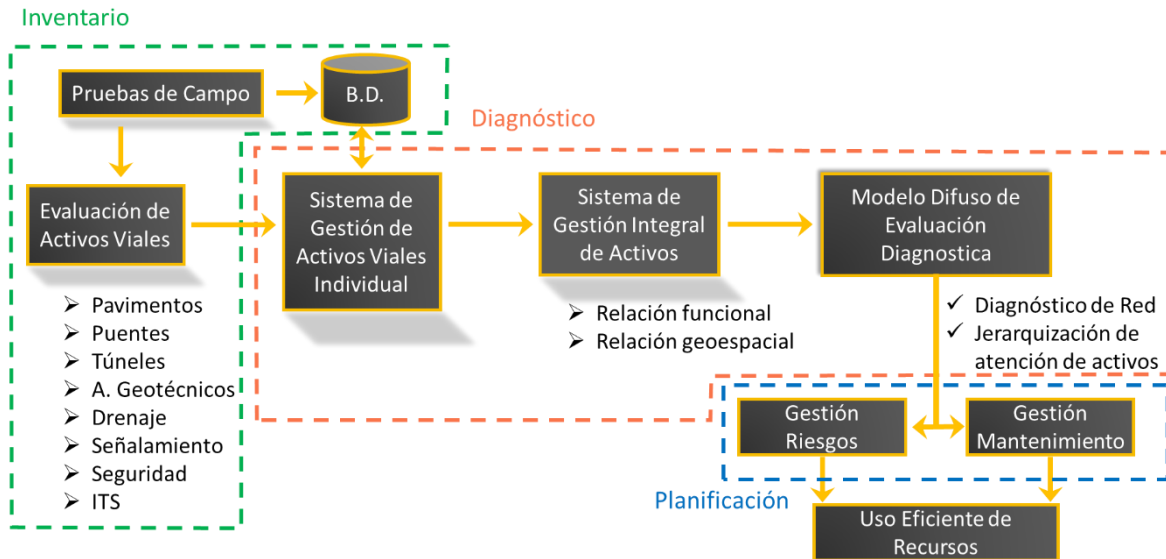 Inventario
Pruebas de Campo
B.D.
Diagnóstico
Evaluación de
Activos Viales
Sistema de
Gestión de
Activos Viales
Individual
Sistema de
Gestión Integral
de Activos
Modelo Difuso de
Evaluación
Diagnostica
➢ Pavimentos
➢ Puentes
➢ Túneles
➢ A. Geotécnicos
➢ Drenaje
➢ Señalamiento
➢ Seguridad
➢ ITS
➢ Relación funcional
➢ Relación geoespacial
✓ Diagnóstico de Red
✓ Jerarquización de
atención de activos
Gestión
Riesgos
Gestión
Mantenimiento
Planificación
Uso Eficiente de
Recursos